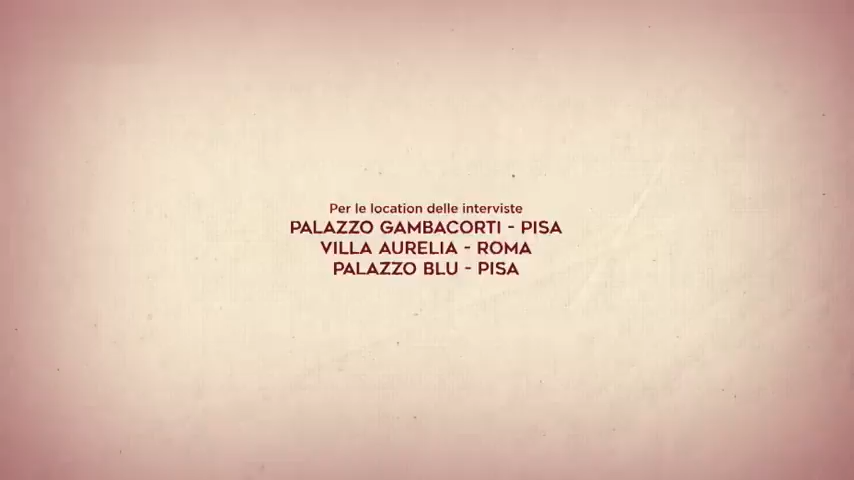 Per le location delle interviste
PALAZZO GAMBACORTI - PISA
VILLA AURELIA - ROMA
PALAZZO BLU - PISA